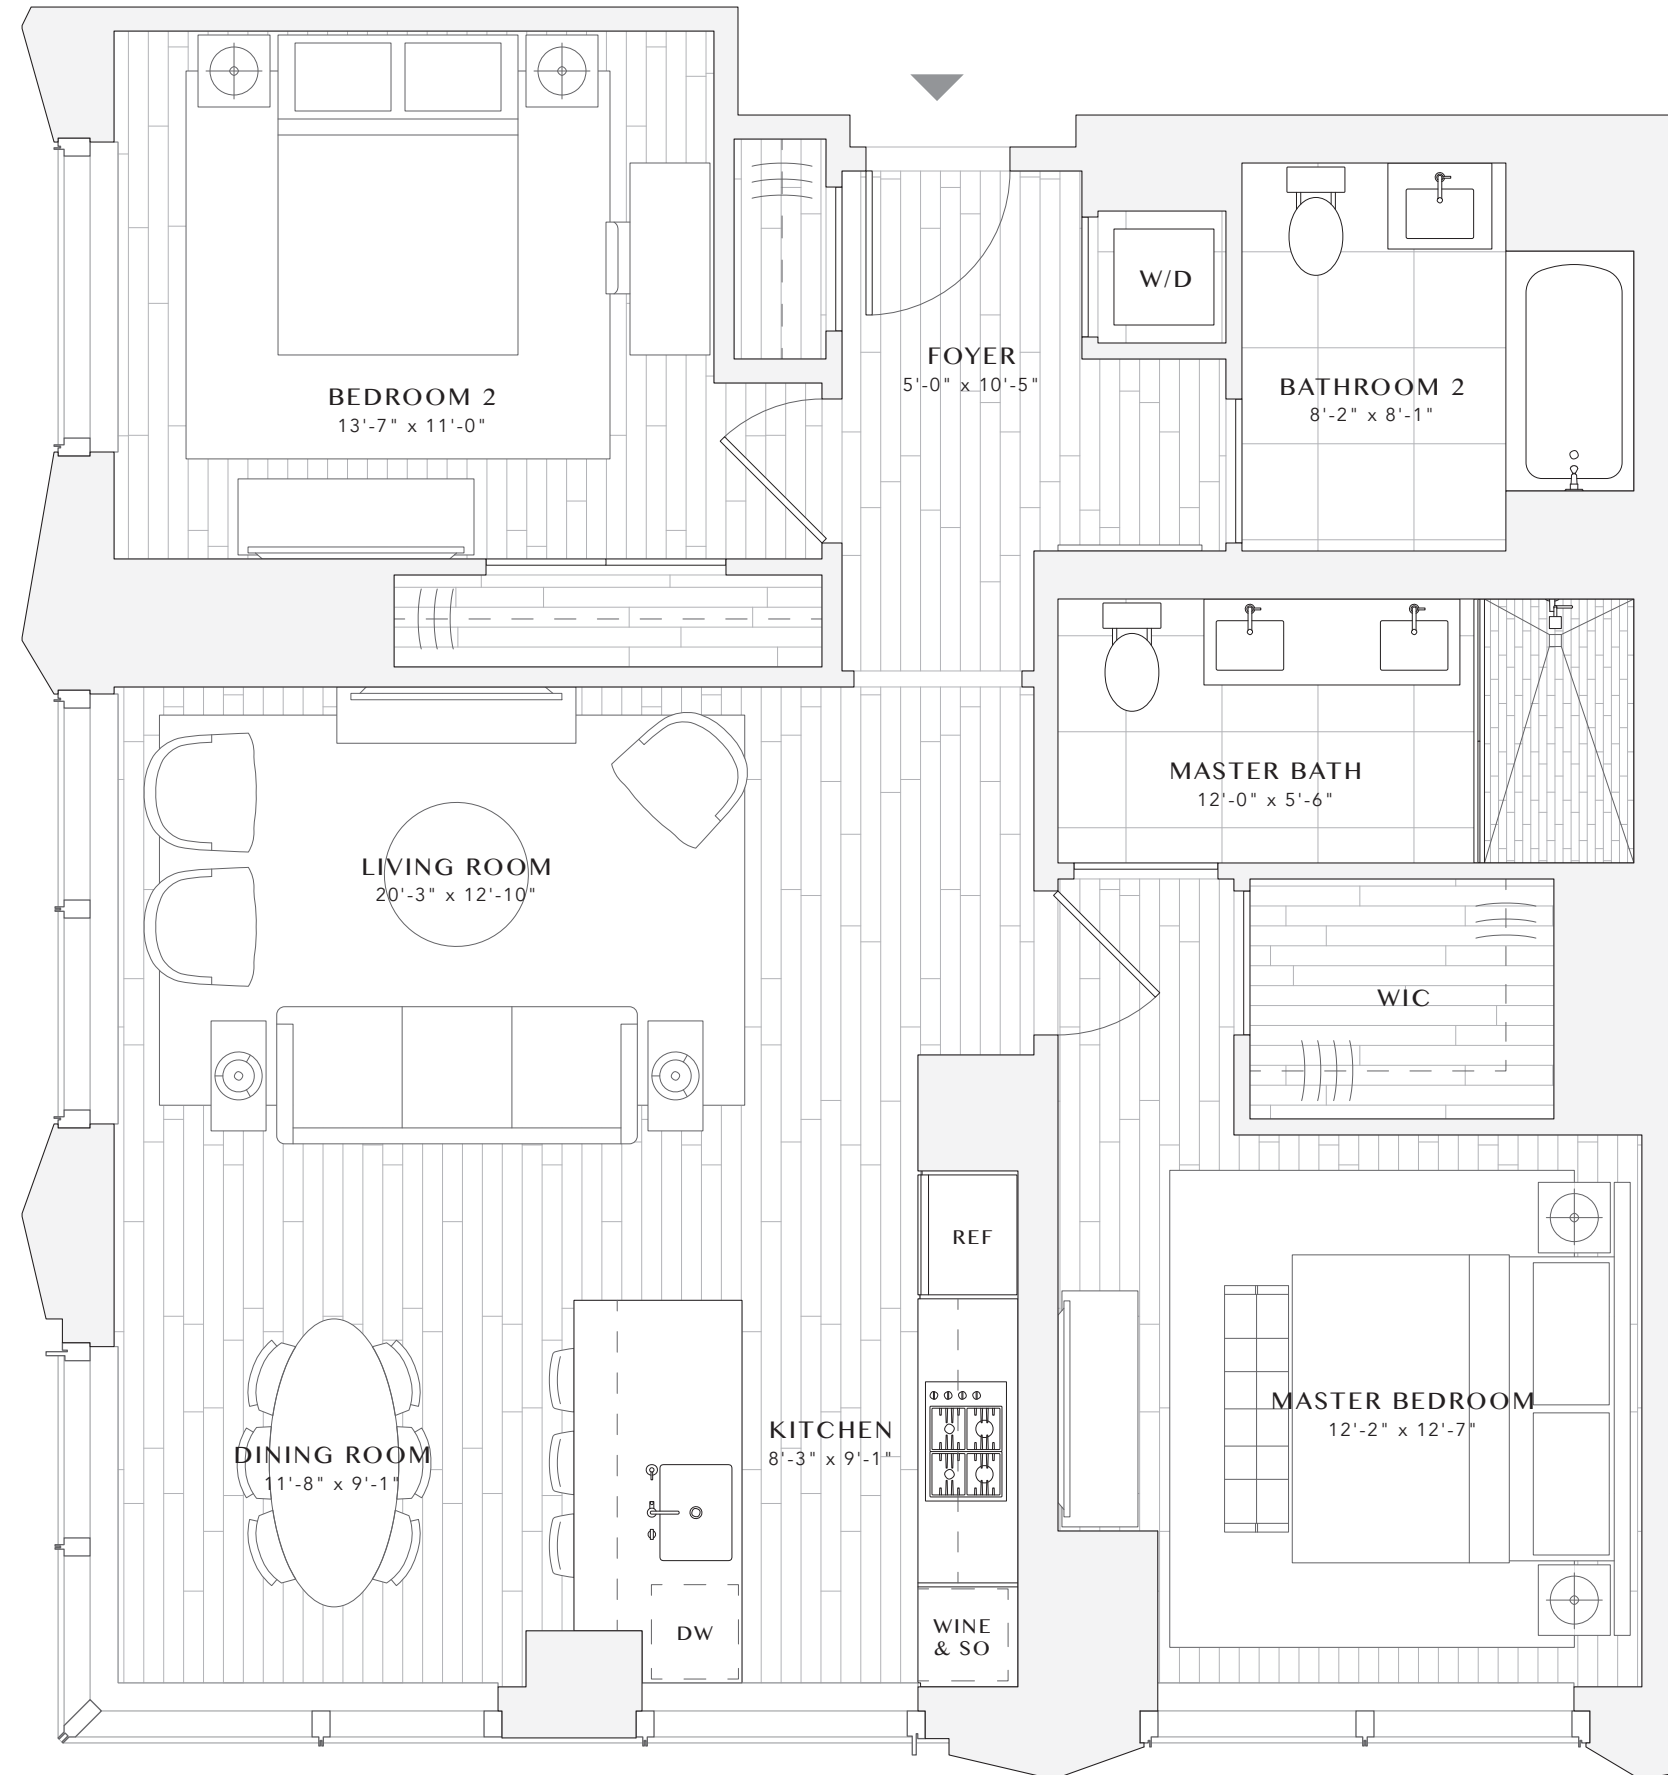 W/D
FOYER
5'-0" x 10'-5"
BEDROOM 2
13'-7" x 11'-0"
BATHROOM 2
8'-2" x 8'-1"
MASTER BATH
12'-0" x 5'-6"
LIVING ROOM
20'-3" x 12'-10"
WIC
REF
MASTER BEDROOM
12'-2" x 12'-7"
KITCHEN
8'-3" x 9'-1"
DINING ROOM
11'-8" x 9'-1"
DW
WINE
& SO